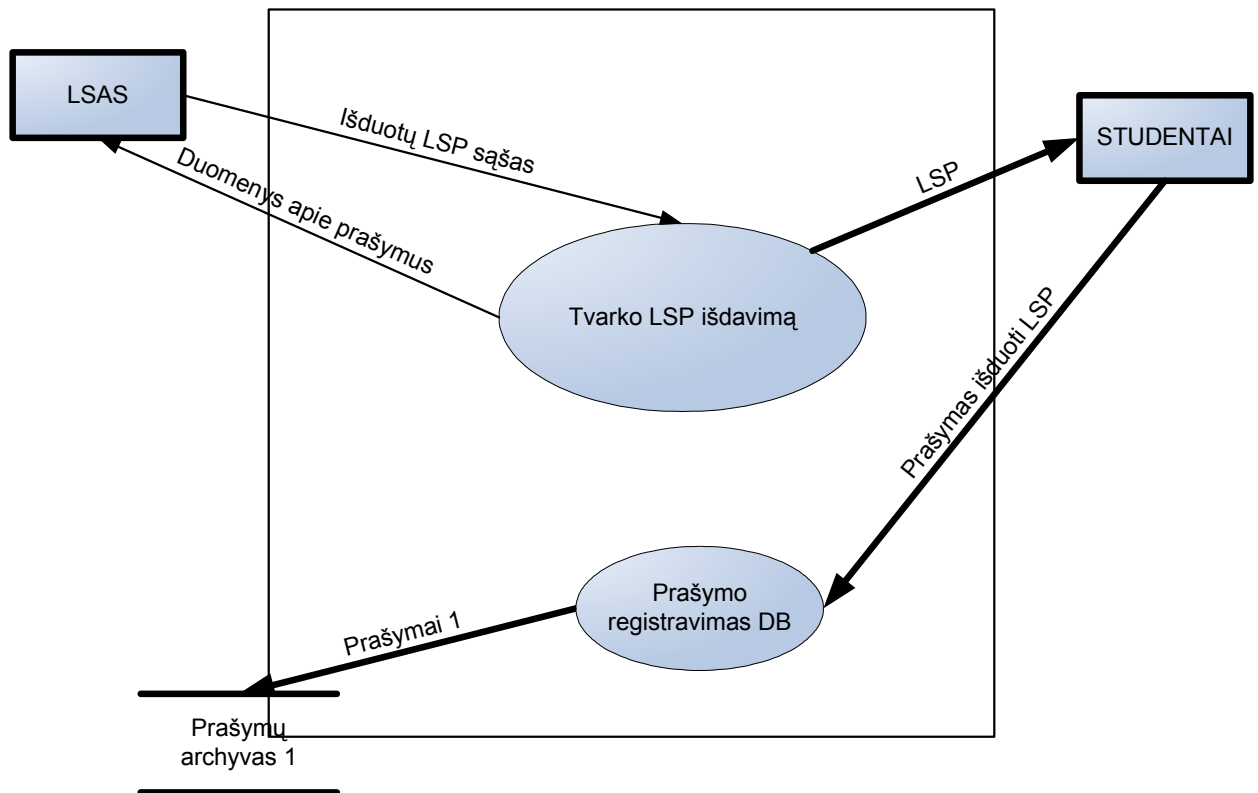 LSAS
Išduotų LSP sąšas
STUDENTAI
LSP
Duomenys apie prašymus
Tvarko LSP išdavimą
Prašymas išduoti LSP
Prašymo
registravimas DB
Prašymai 1
Prašymų
archyvas 1